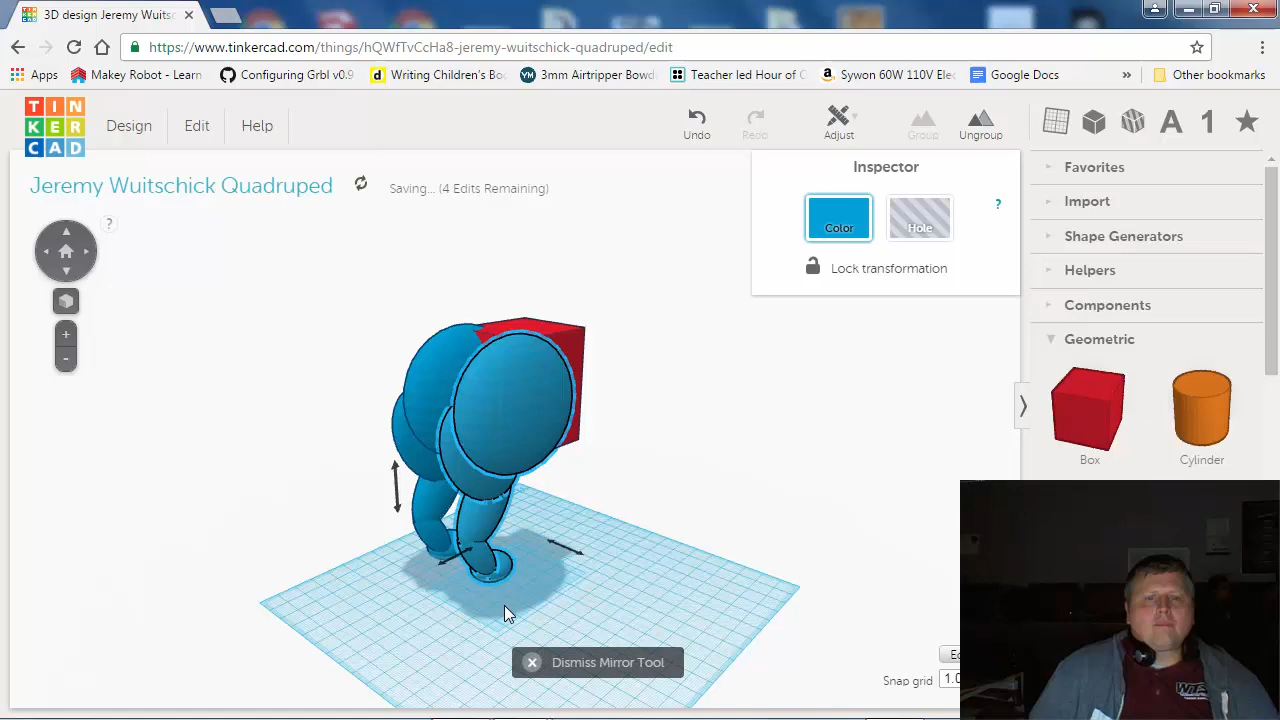 3D design Jeremy Wuitsc
https://www.tinkercad.com/things/hQWfTvCcHa8-jeremy-wuitschick-quadruped/edit
Apps Makey Robot - Learn Configuring Grbl v0.9 Writing Children's Bo 3mm Airtripper Bowd Teacher led Hour of C Sywon 60W 110V Elec Google Docs » Other bookmarks
TIN
KER
CAD
Design Edit Help Undo Redo Adjust Group Ungroup A 1
Jeremy Wuitschick Quadruped Saving... (4 Edits Remaining)
?
Inspector
Color Hole ?
Lock transformation
Favorites
Import
Shape Generators
Helpers
Components
Geometric
Box Cylinder
+
-
Dismiss Mirror Tool
Ed
Snap grid 1.0